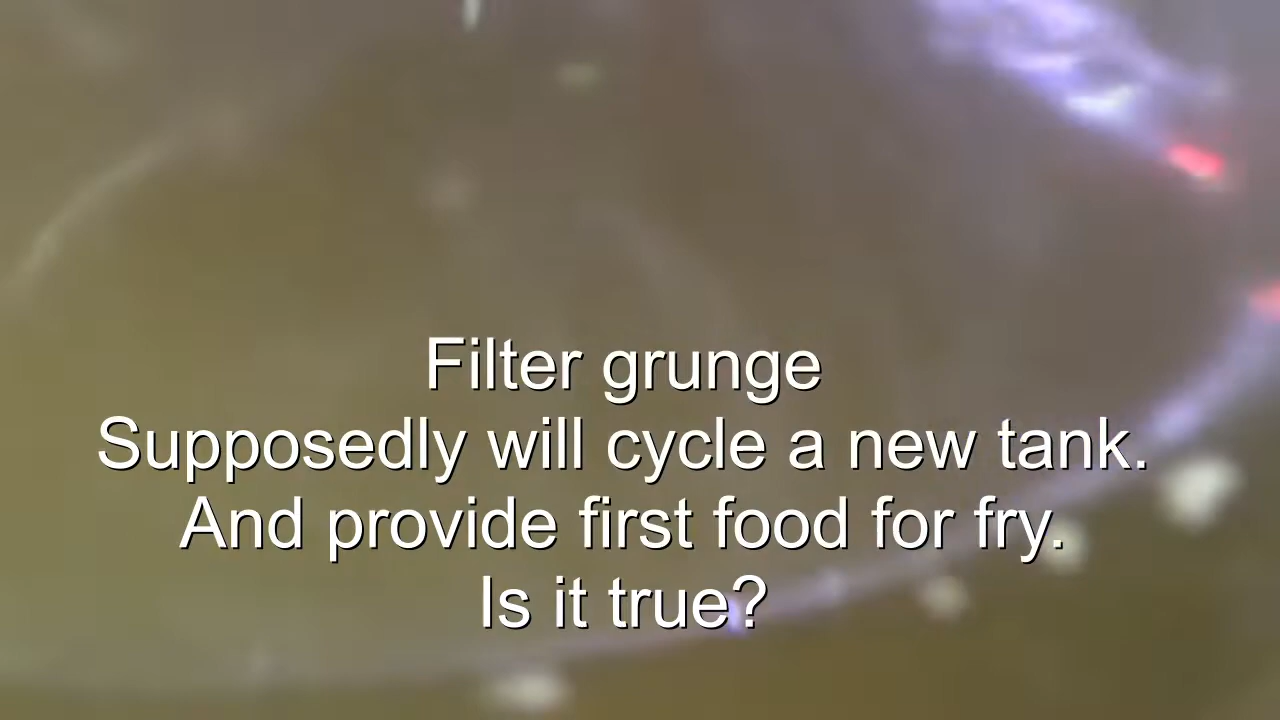 Filter grunge
Supposedly will cycle a new tank.
And provide first food for fry.
Is it true?